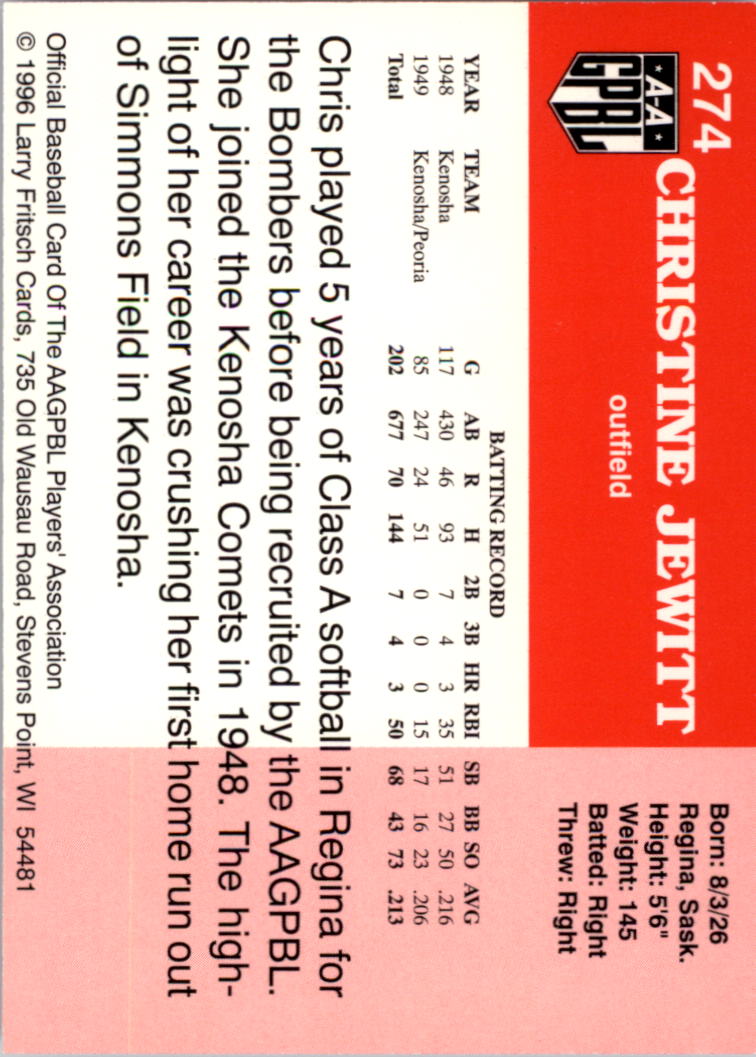 274
A-A
GPBL
CHRISTINE JEWITT
outfield
Born: 8/3/26
Regina, Sask.
Height: 5'6"
Weight: 145
Batted: Right
Threw: Right
BATTING RECORD
YEAR TEAM G AB R H 2B 3B HR RBI SB BB SO AVG
1948 Kenosha 117 430 46 93 7 4 3 35 51 27 50 .216
1949 Kenosha/Peoria 85 247 24 51 0 0 0 15 17 16 23 .206
Total 202 677 70 144 7 4 3 50 68 43 73 .213
Chris played 5 years of Class A softball in Regina for
the Bombers before being recruited by the AAGPBL.
She joined the Kenosha Comets in 1948. The high-
light of her career was crushing her first home run out
of Simmons Field in Kenosha.
Official Baseball Card Of The AAGPBL Players' Association
© 1996 Larry Fritsch Cards, 735 Old Wausau Road, Stevens Point, WI 54481